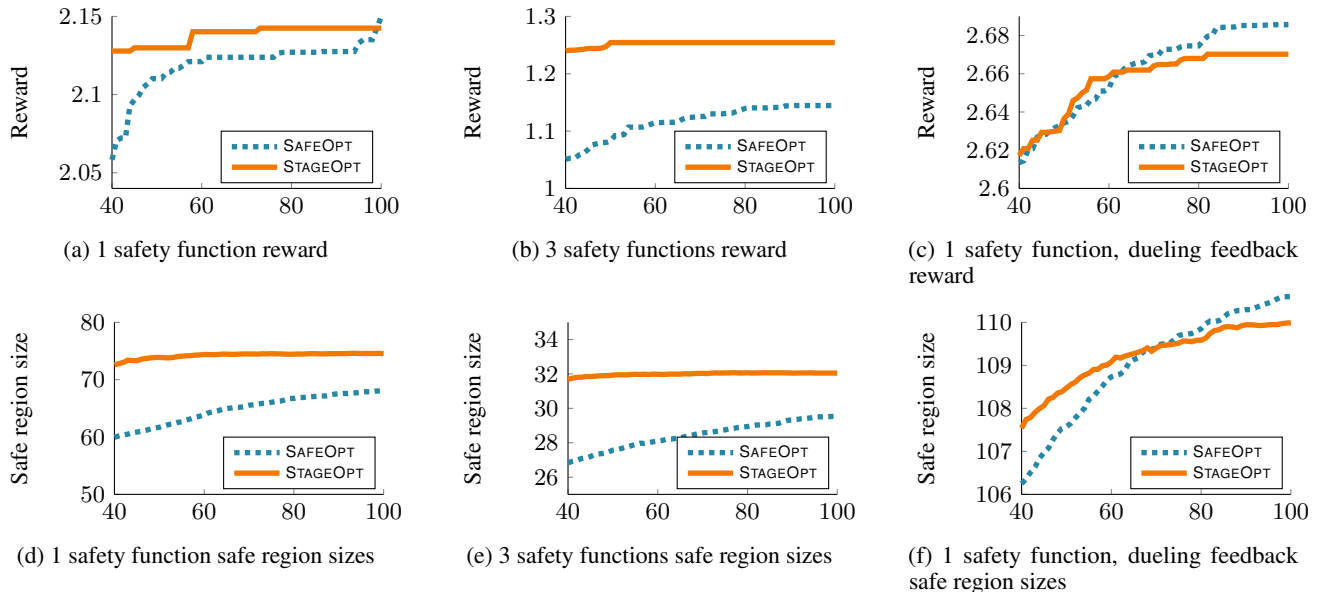 2.15
2.1
2.05
Reward
SAFEOPT
STAGEOPT
40 60 80 100
(a) 1 safety function reward
1.3
1.2
1.1
1
Reward
SAFEOPT
STAGEOPT
40 60 80 100
(b) 3 safety functions reward
2.68
2.66
2.64
2.62
2.6
Reward
SAFEOPT
STAGEOPT
40 60 80 100
(c) 1 safety function, dueling feedback
reward
80
70
60
50
Safe region size
SAFEOPT
STAGEOPT
40 60 80 100
(d) 1 safety function safe region sizes
34
32
30
28
26
Safe region size
SAFEOPT
STAGEOPT
40 60 80 100
(e) 3 safety functions safe region sizes
110
109
108
107
106
Safe region size
SAFEOPT
STAGEOPT
40 60 80 100
(f) 1 safety function, dueling feedback
safe region sizes